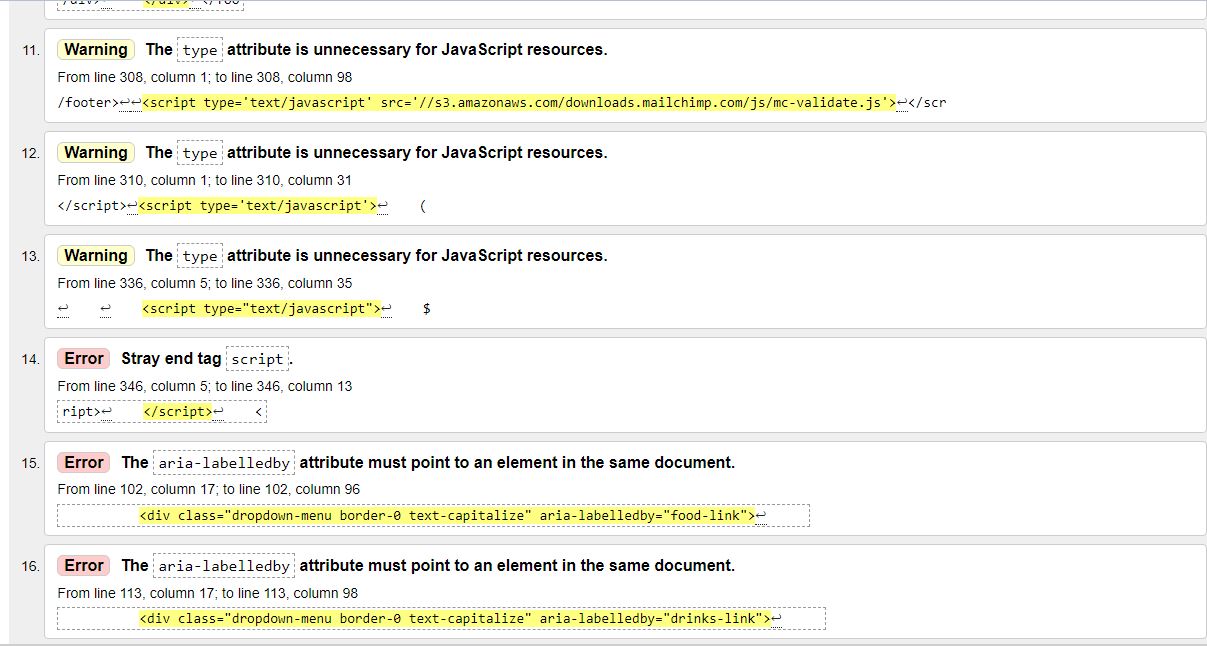 11. Warning The type attribute is unnecessary for JavaScript resources.
From line 308, column 1; to line 308, column 98
/footer>↩↩<script type='text/javascript' src='//s3.amazonaws.com/downloads.mailchimp.com/js/mc-validate.js'>↩</scr
12. Warning The type attribute is unnecessary for JavaScript resources.
From line 310, column 1; to line 310, column 31
</script>↩<script type='text/javascript'>↩    (
13. Warning The type attribute is unnecessary for JavaScript resources.
From line 336, column 5; to line 336, column 35
↩    ↩    <script type="text/javascript">↩    $
14. Error Stray end tag script.
From line 346, column 5; to line 346, column 13
ript>↩    </script>↩    <
15. Error The aria-labelledby attribute must point to an element in the same document.
From line 102, column 17; to line 102, column 96
<div class="dropdown-menu border-0 text-capitalize" aria-labelledby="food-link">↩
16. Error The aria-labelledby attribute must point to an element in the same document.
From line 113, column 17; to line 113, column 98
<div class="dropdown-menu border-0 text-capitalize" aria-labelledby="drinks-link">↩